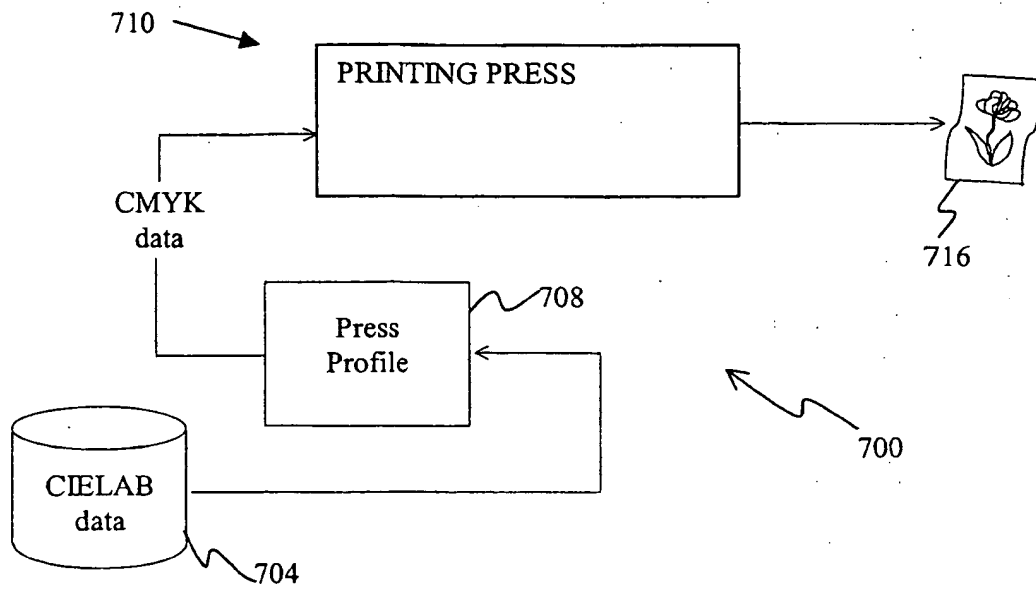 710
PRINTING PRESS
CMYK
data
716
708
Press
Profile
700
CIELAB
data
704